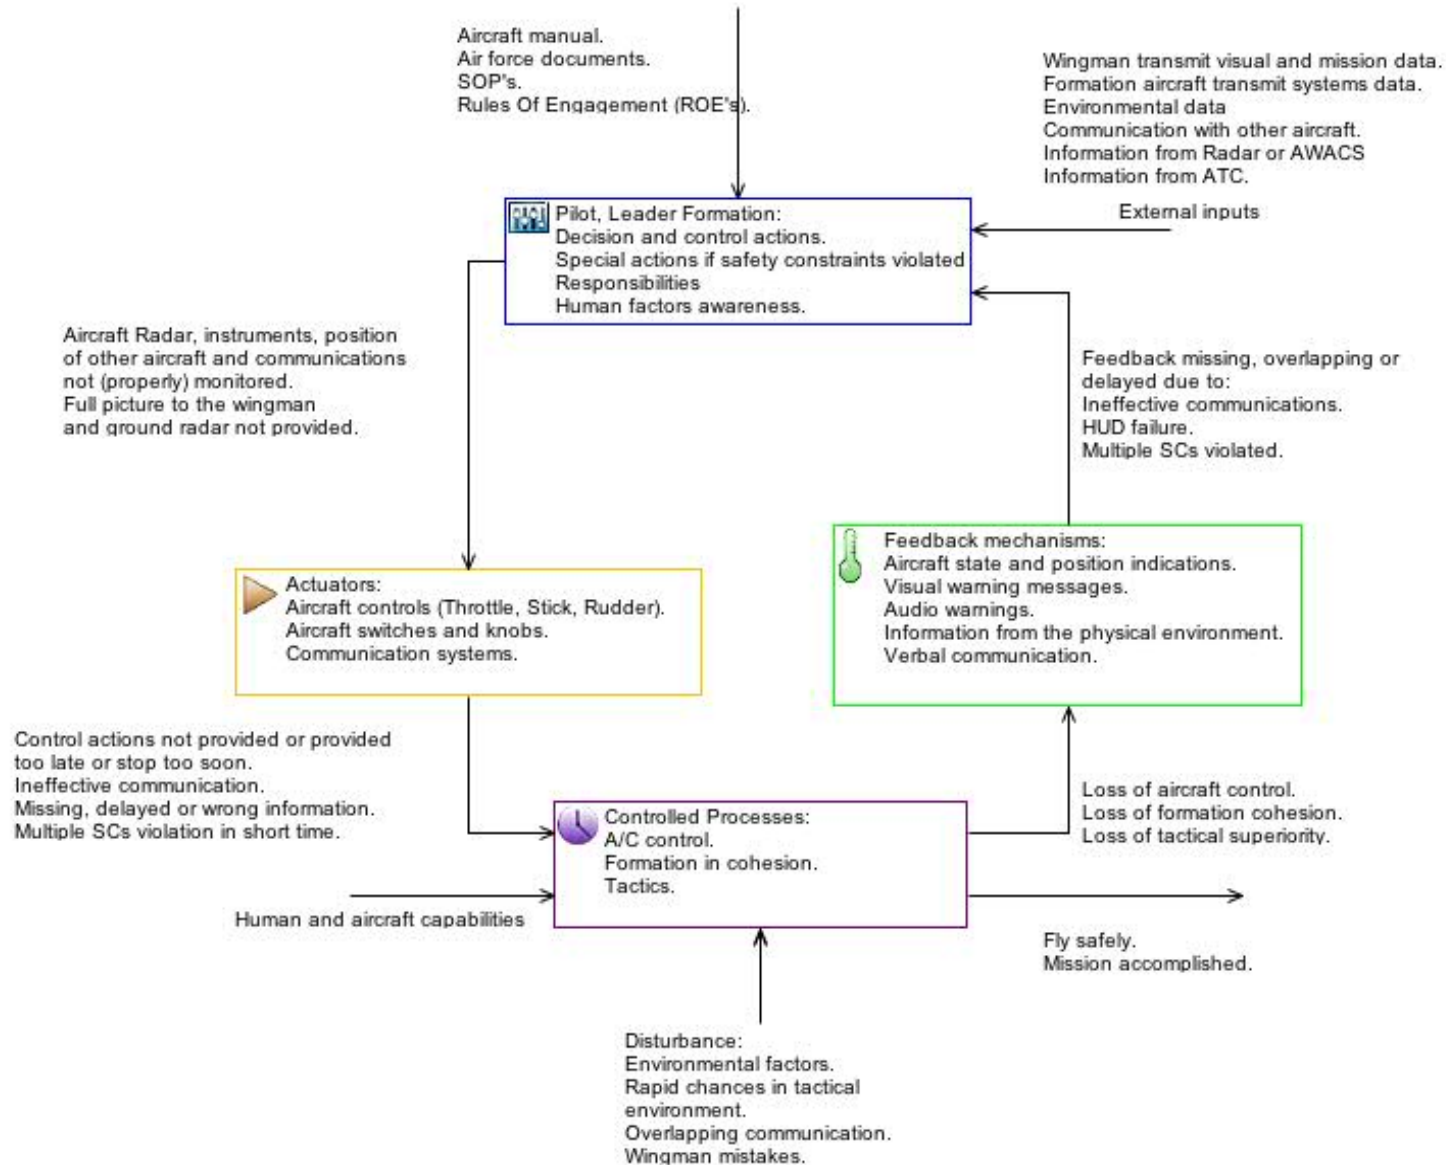 Aircraft manual.
Air force documents.
SOP's.
Rules Of Engagement (ROE's).
Wingman transmit visual and mission data.
Formation aircraft transmit systems data.
Environmental data
Communication with other aircraft.
Information from Radar or AWACS
Information from ATC.
External inputs
Pilot, Leader Formation:
Decision and control actions.
Special actions if safety constraints violated
Responsibilities
Human factors awareness.
Aircraft Radar, instruments, position
of other aircraft and communications
not (properly) monitored.
Full picture to the wingman
and ground radar not provided.
Feedback missing, overlapping or
delayed due to:
Ineffective communications.
HUD failure.
Multiple SCs violated.
Actuators:
Aircraft controls (Throttle, Stick, Rudder).
Aircraft switches and knobs.
Communication systems.
Feedback mechanisms:
Aircraft state and position indications.
Visual warning messages.
Audio warnings.
Information from the physical environment.
Verbal communication.
Control actions not provided or provided
too late or stop too soon.
Ineffective communication.
Missing, delayed or wrong information.
Multiple SCs violation in short time.
Controlled Processes:
A/C control.
Formation in cohesion.
Tactics.
Loss of aircraft control.
Loss of formation cohesion.
Loss of tactical superiority.
Human and aircraft capabilities
Fly safely.
Mission accomplished.
Disturbance:
Environmental factors.
Rapid chances in tactical
environment.
Overlapping communication.
Wingman mistakes.